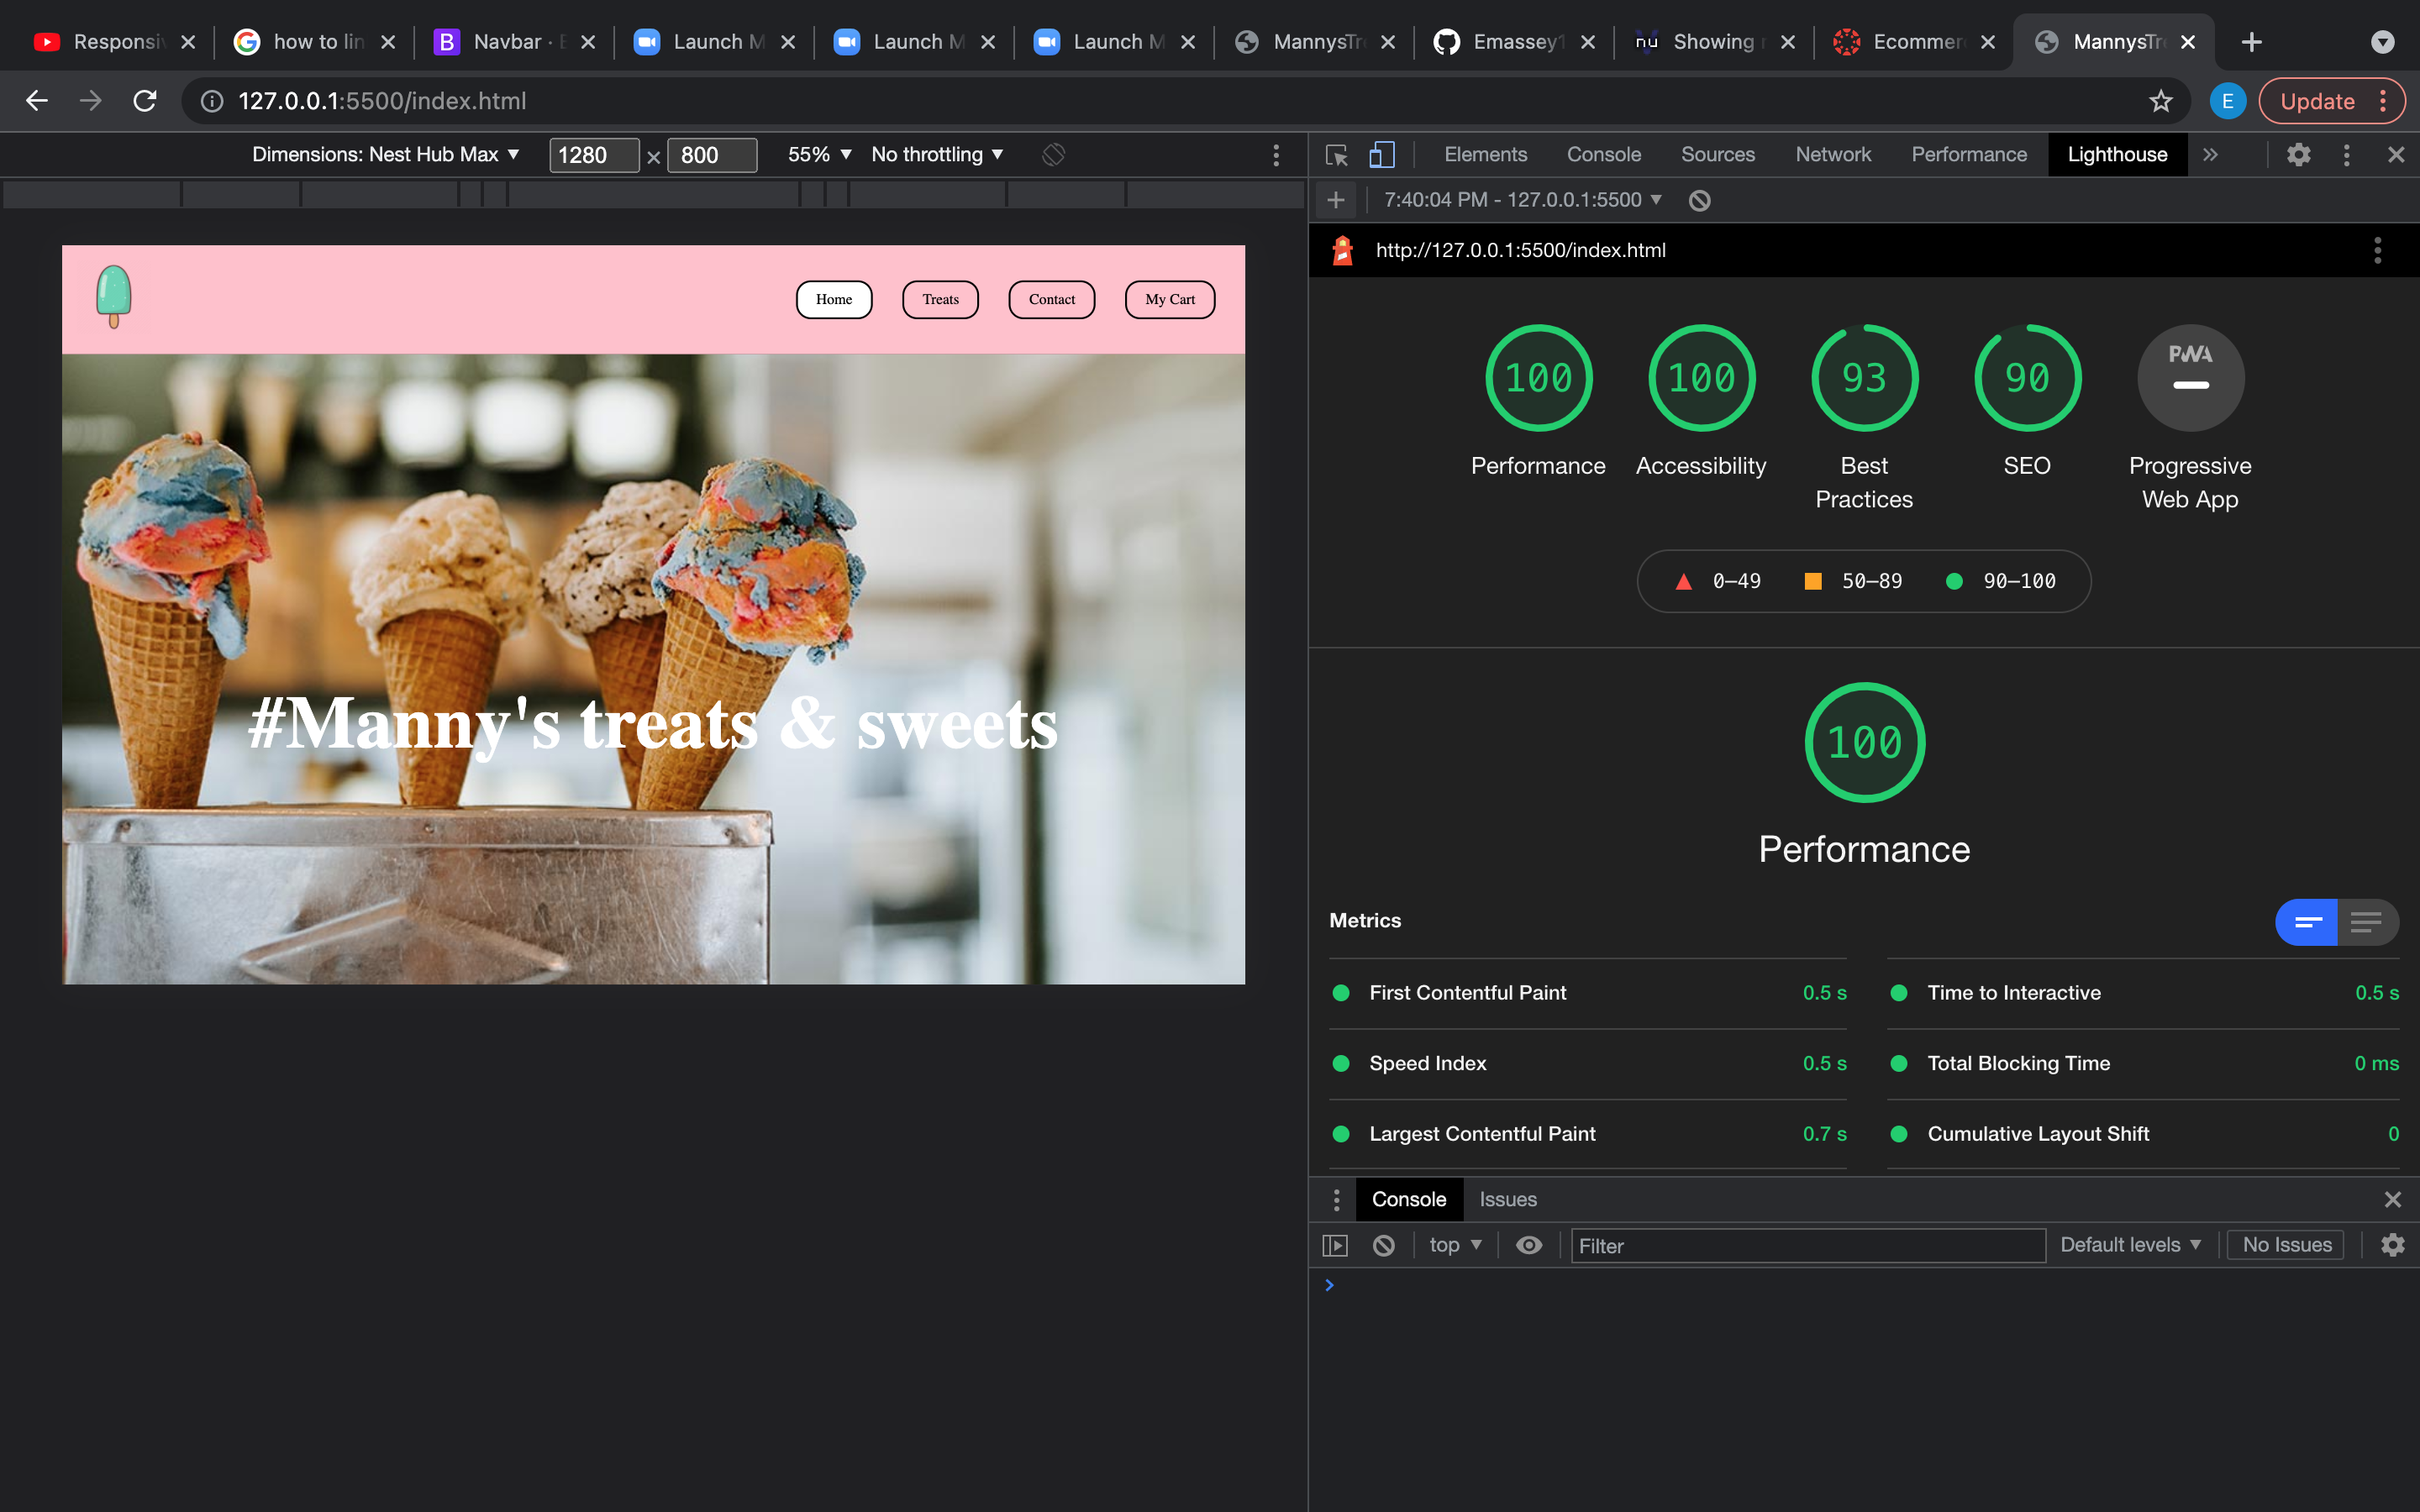 Responsi
how to lin
Navbar · B
Launch M
Launch M
Launch M
MannysTr
Emassey1
Showing
Ecommer
MannysTr
127.0.0.1:5500/index.html
E
Update
Dimensions: Nest Hub Max
1280 × 800
55%
No throttling
Elements Console Sources Network Performance Lighthouse
7:40:04 PM - 127.0.0.1:5500
http://127.0.0.1:5500/index.html
Home Treats Contact My Cart
#Manny's treats & sweets
100 100 93 90 PWA
Performance Accessibility Best Practices SEO Progressive Web App
0–49 50–89 90–100
100
Performance
Metrics
First Contentful Paint 0.5 s
Time to Interactive 0.5 s
Speed Index 0.5 s
Total Blocking Time 0 ms
Largest Contentful Paint 0.7 s
Cumulative Layout Shift 0
Console Issues
top Filter Default levels No Issues